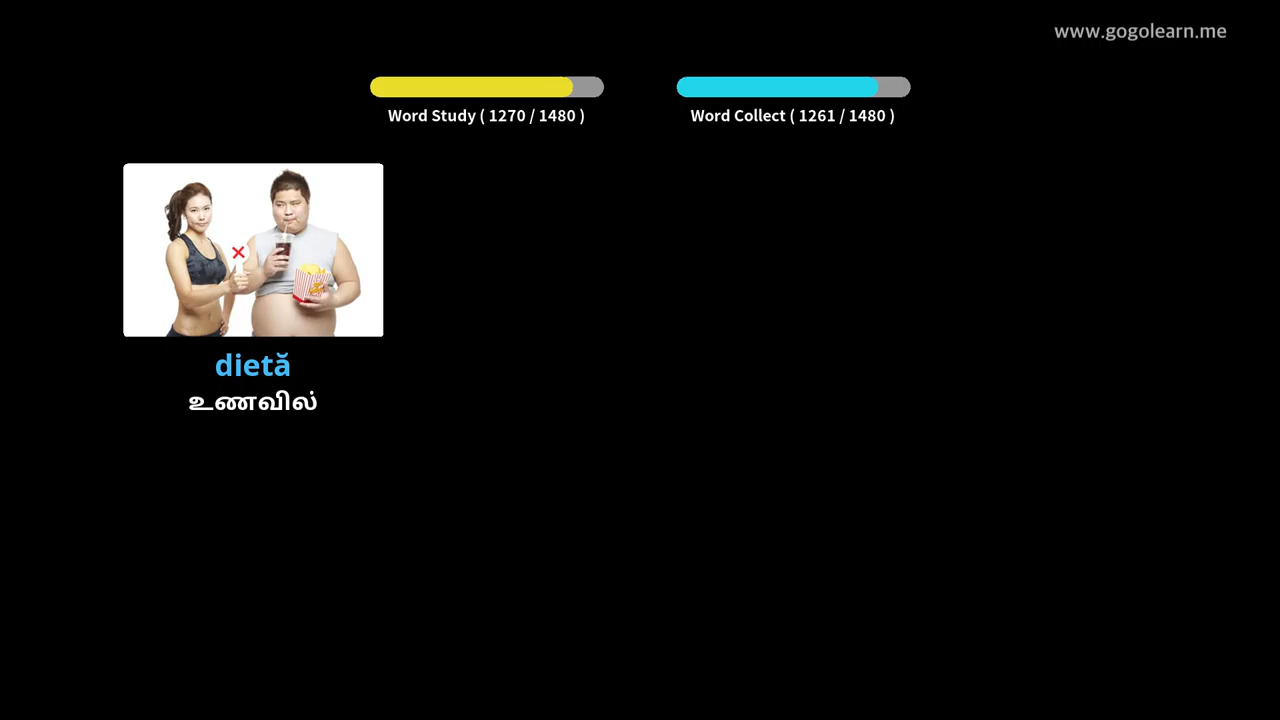 www.gogolearn.me
Word Study ( 1270 / 1480 )
Word Collect ( 1261 / 1480 )
dietă
உணவில்